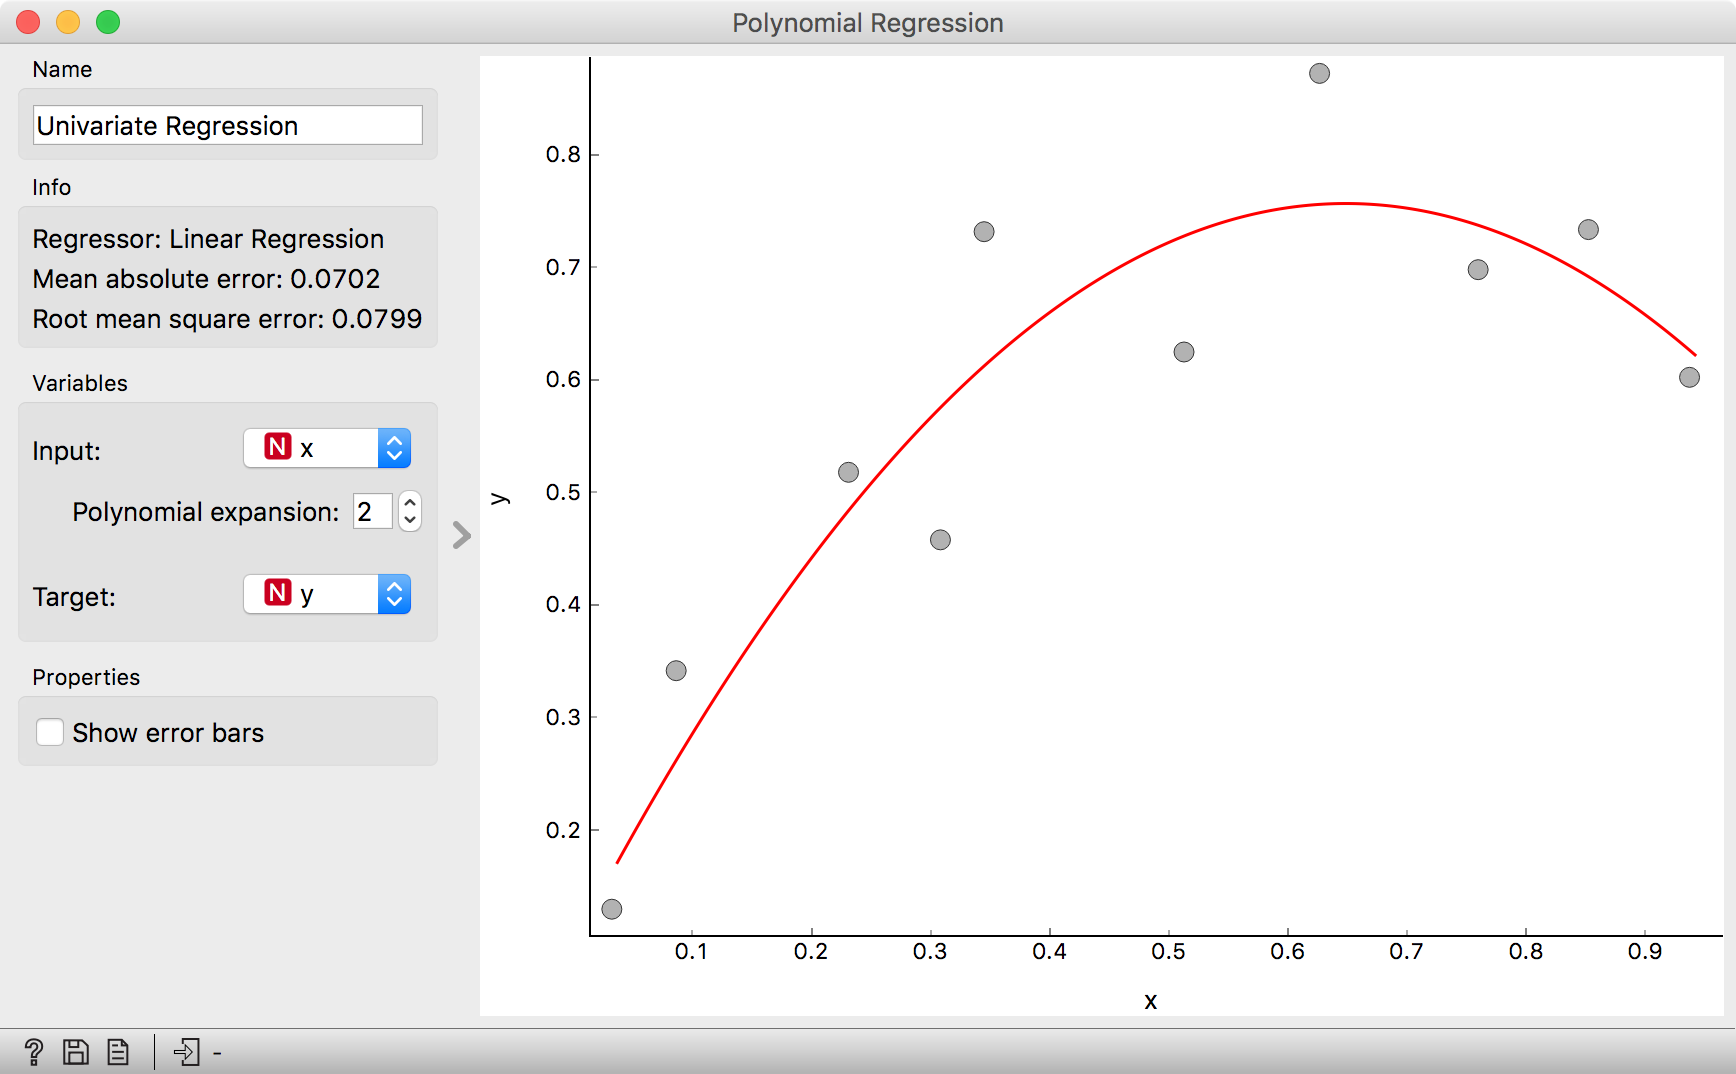 Polynomial Regression
Name
Univariate Regression
Info
Regressor: Linear Regression
Mean absolute error: 0.0702
Root mean square error: 0.0799
Variables
Input: N x
Polynomial expansion: 2
Target: N y
Properties
Show error bars
y
0.8
0.7
0.6
0.5
0.4
0.3
0.2
0.1 0.2 0.3 0.4 0.5 0.6 0.7 0.8 0.9
x
? -